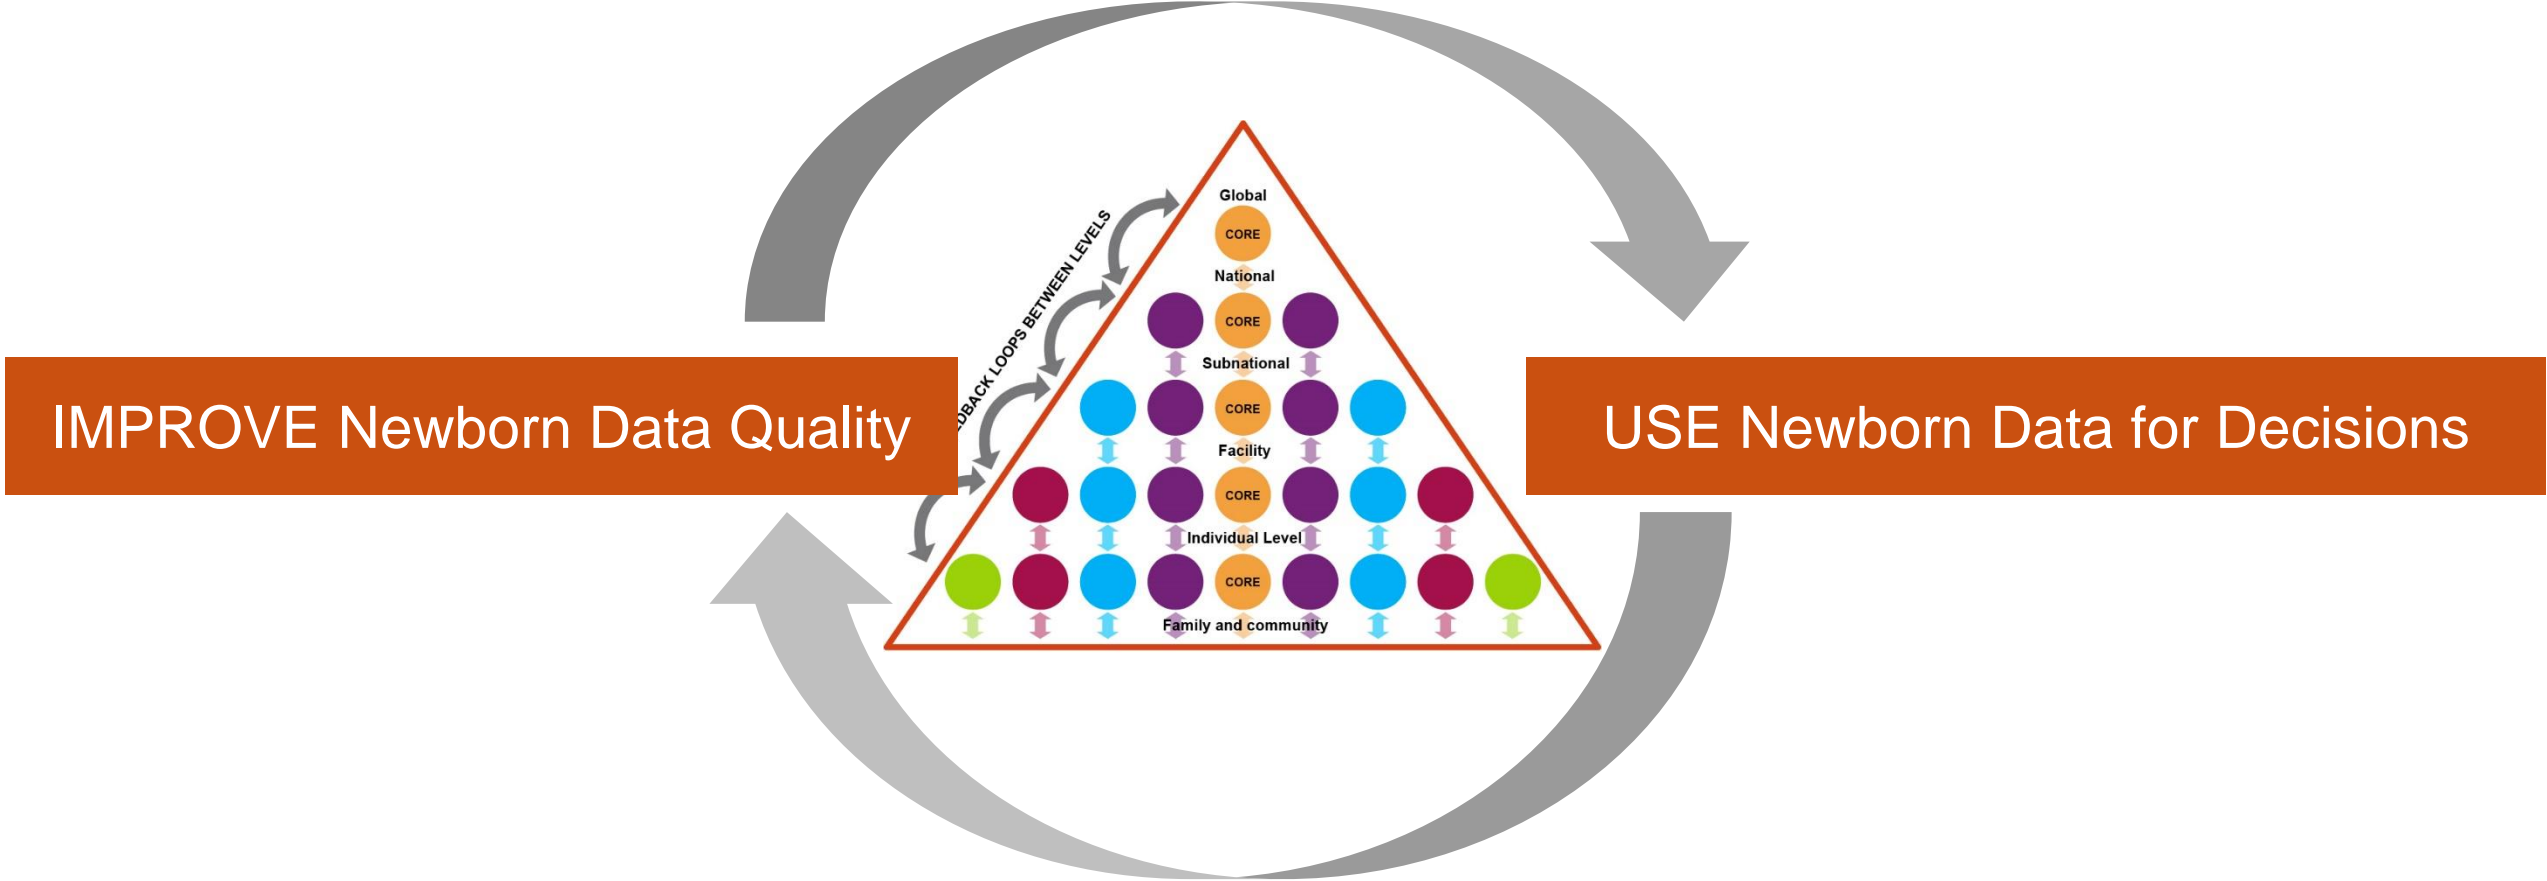 Global
CORE
National
CORE
Subnational
CORE
Facility
CORE
Individual Level
CORE
Family and community
LOOPS BETWEEN LEVELS
IMPROVE Newborn Data Quality
USE Newborn Data for Decisions